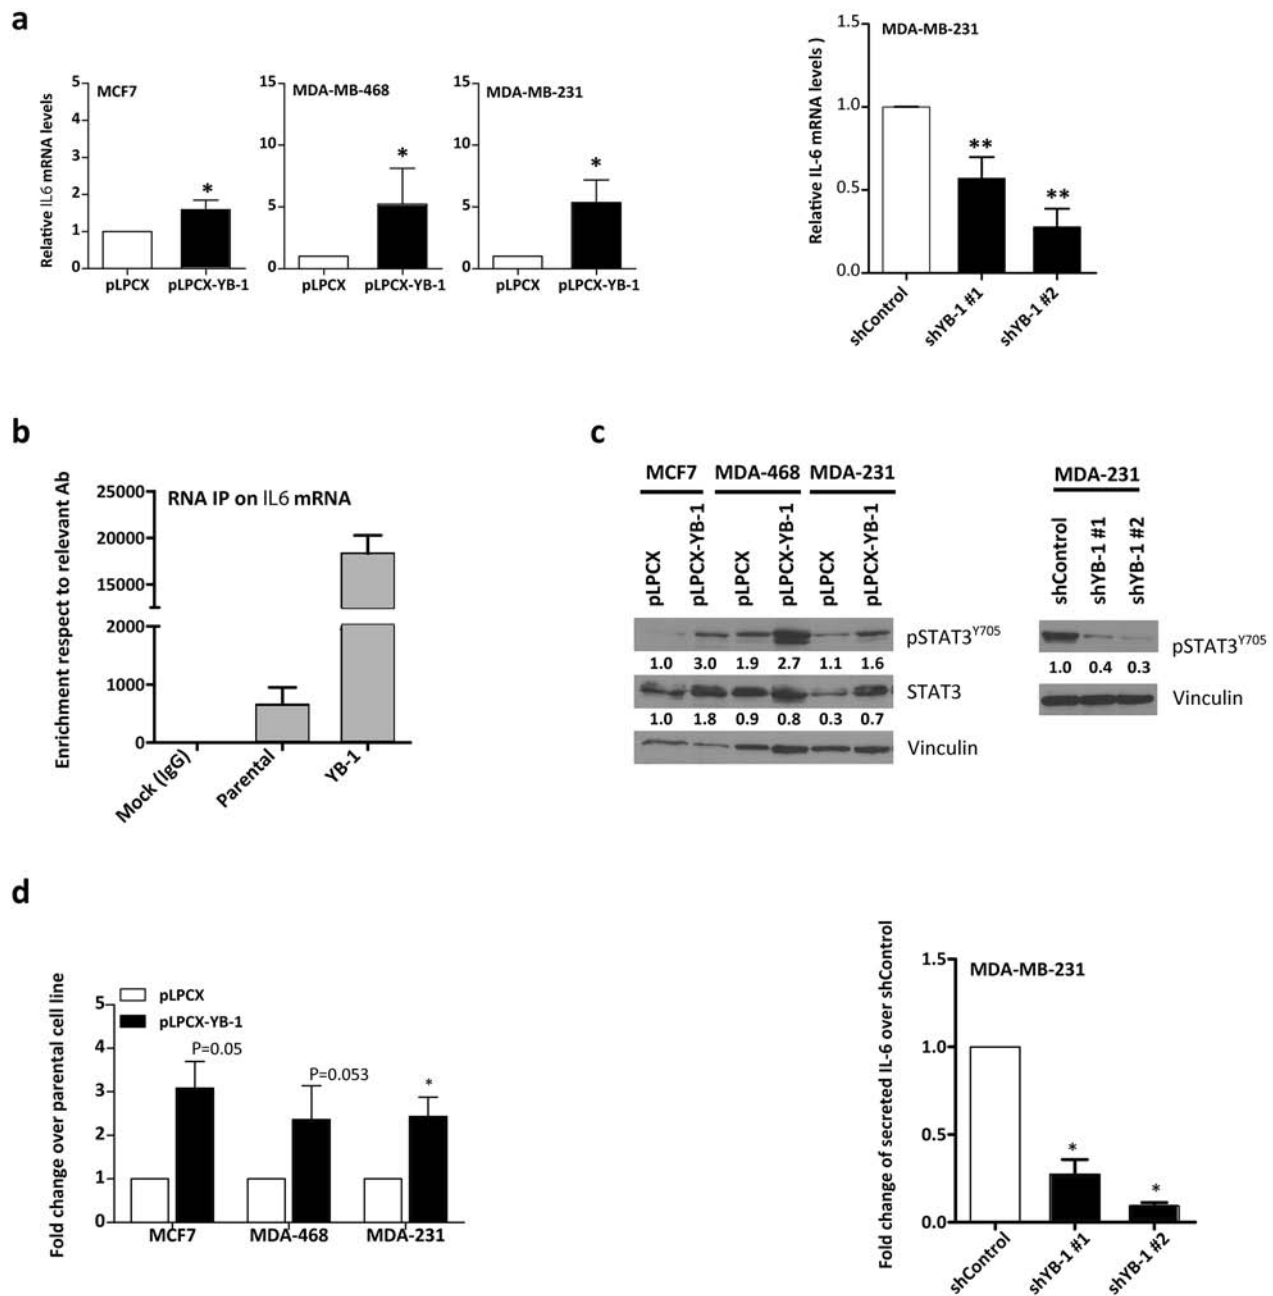 a
Relative IL6 mRNA levels
5
4
3
2
1
0
MCF7
*
pLPCX pLPCX-YB-1
15
10
5
0
MDA-MB-468
*
pLPCX pLPCX-YB-1
15
10
5
0
MDA-MB-231
*
pLPCX pLPCX-YB-1
Relative IL-6 mRNA levels )
1.5
1.0
0.5
0.0
MDA-MB-231
**
**
shControl
shYB-1 #1
shYB-1 #2
b
Enrichment respect to relevant Ab
25000
20000
15000
2000
1000
0
RNA IP on IL6 mRNA
Mock (IgG)
Parental
YB-1
c
MCF7 MDA-468 MDA-231
pLPCX
pLPCX-YB-1
pLPCX
pLPCX-YB-1
pLPCX
pLPCX-YB-1
pSTAT3Y705
1.0 3.0 1.9 2.7 1.1 1.6
STAT3
1.0 1.8 0.9 0.8 0.3 0.7
Vinculin
MDA-231
shControl
shYB-1 #1
shYB-1 #2
pSTAT3Y705
1.0 0.4 0.3
Vinculin
d
Fold change over parental cell line
5
4
3
2
1
0
pLPCX
pLPCX-YB-1
P=0.05
P=0.053
*
MCF7 MDA-468 MDA-231
Fold change of secreted IL-6 over shControl
1.5
1.0
0.5
0.0
MDA-MB-231
*
*
shControl
shYB-1 #1
shYB-1 #2